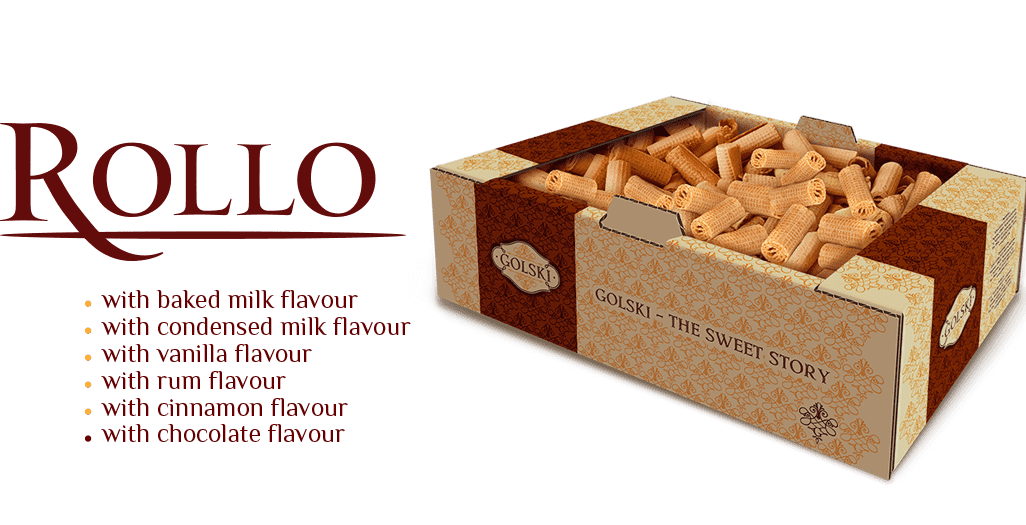 ROLLO
with baked milk flavour
with condensed milk flavour
with vanilla flavour
with rum flavour
with cinnamon flavour
with chocolate flavour
GOLSKI
GOLSKI – THE SWEET STORY
GOLSKI